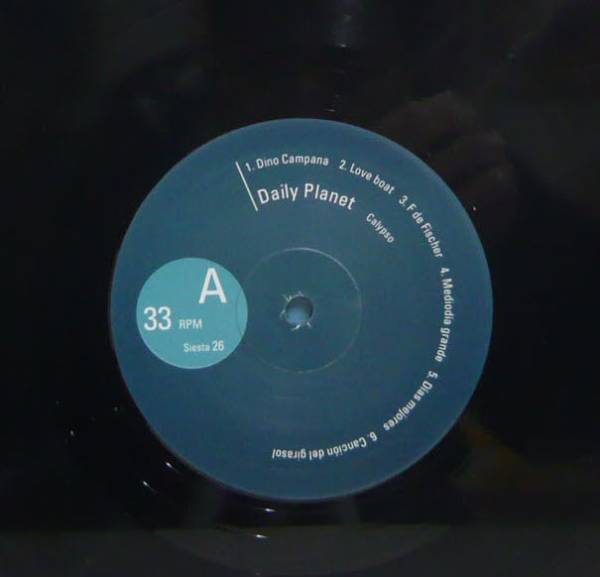 1. Dino Campana 2. Love boat 3. F de Fischer 4. Mediodía grande 5. Días mejores 6. Canción del girasol
Daily Planet Calypso
A
33 RPM
Siesta 26